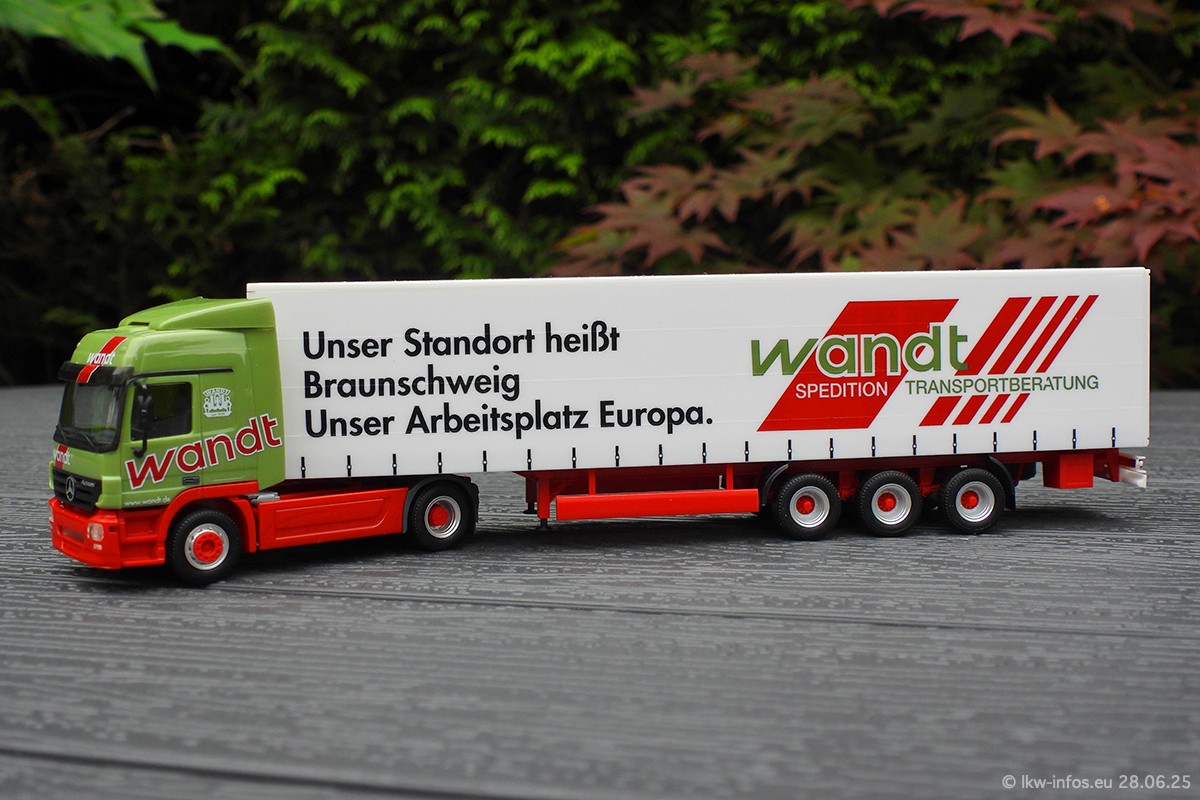 Unser Standort heißt
Braunschweig
Unser Arbeitsplatz Europa.
wandt
SPEDITION TRANSPORTBERATUNG
wandt
wandt
www.wandt.de
© lkw-infos.eu 28.06.25